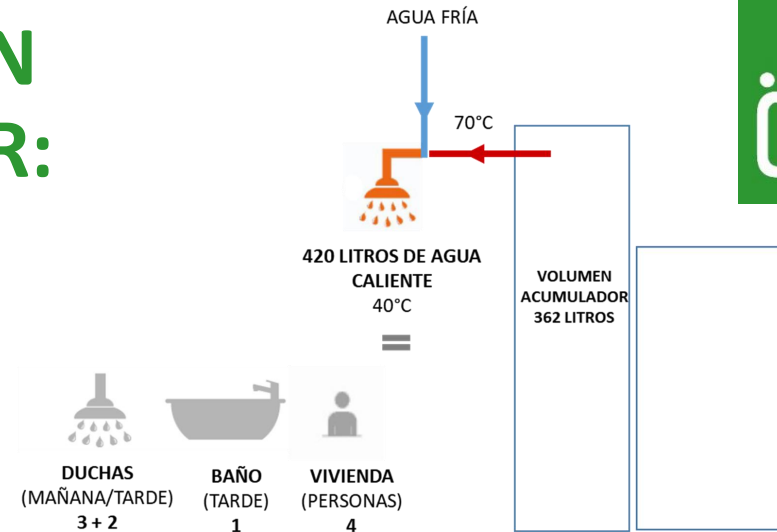 N
R:
AGUA FRÍA
70°C
420 LITROS DE AGUA
CALIENTE
40°C
=
VOLUMEN
ACUMULADOR
362 LITROS
DUCHAS
(MAÑANA/TARDE)
3 + 2
BAÑO
(TARDE)
1
VIVIENDA
(PERSONAS)
4